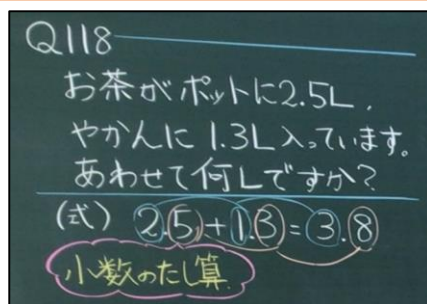 Q118
お茶がポットに2.5L,
やかんに1.3L入っています。
あわせて何Lですか?
(式) 2.5+1.3=3.8
小数のたし算